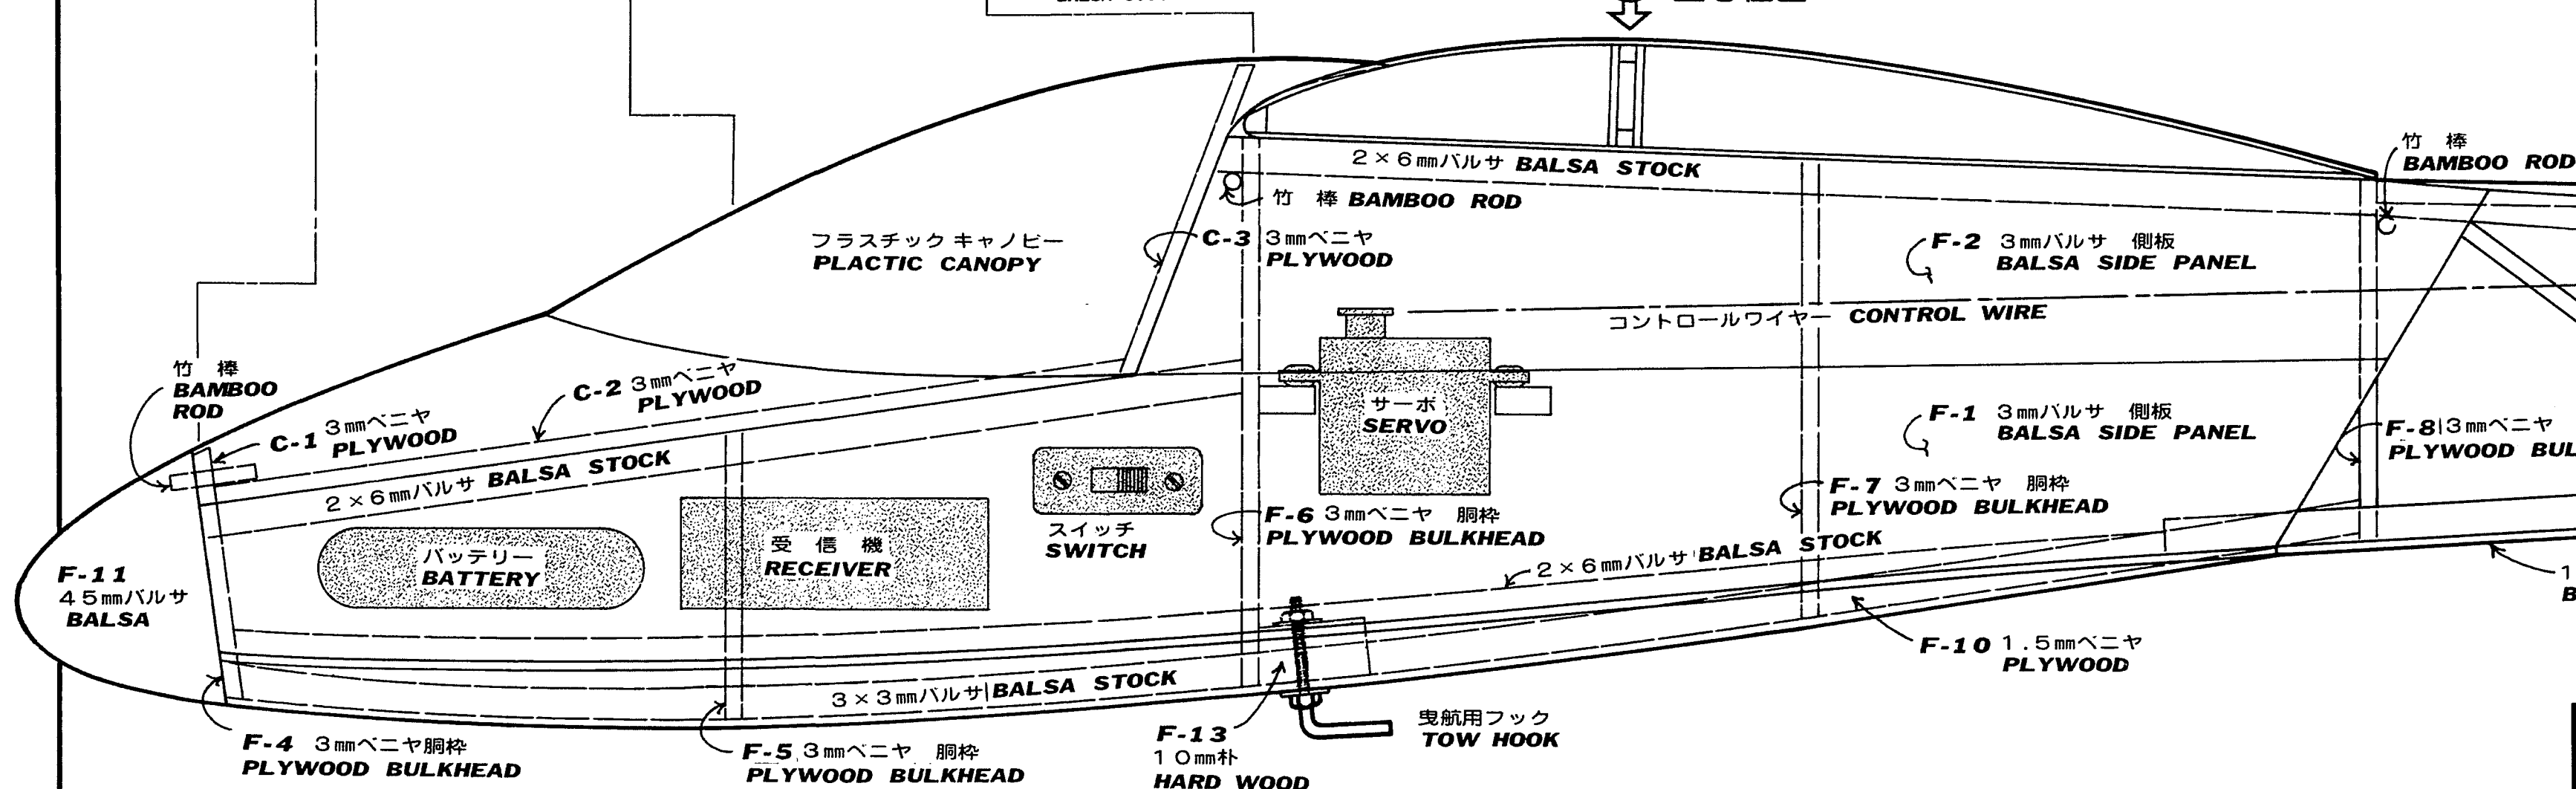 竹 棒
BAMBOO ROD
2×6mmバルサ BALSA STOCK
竹 棒 BAMBOO ROD
フラスチック キャノビー
PLACTIC CANOPY
C-3 3mmベニヤ
PLYWOOD
F-2 3mmバルサ 側板
BALSA SIDE PANEL
コントロールワイヤー CONTROL WIRE
竹 棒
BAMBOO
ROD
C-2 3mmベニヤ
PLYWOOD
C-1 3mmベニヤ
PLYWOOD
サーボ
SERVO
F-1 3mmバルサ 側板
BALSA SIDE PANEL
F-8 3mmベニヤ
PLYWOOD BUL
2×6mmバルサ BALSA STOCK
F-7 3mmベニヤ 胴枠
PLYWOOD BULKHEAD
F-6 3mmベニヤ 胴枠
PLYWOOD BULKHEAD
スイッチ
SWITCH
受 信 機
RECEIVER
バッテリー
BATTERY
F-11
45mmバルサ
BALSA
2×6mmバルサ BALSA STOCK
F-10 1.5mmベニヤ
PLYWOOD
3×3mmバルサ BALSA STOCK
曳航用フック
TOW HOOK
F-13
10mm朴
HARD WOOD
F-4 3mmベニヤ胴枠
PLYWOOD BULKHEAD
F-5 3mmベニヤ 胴枠
PLYWOOD BULKHEAD